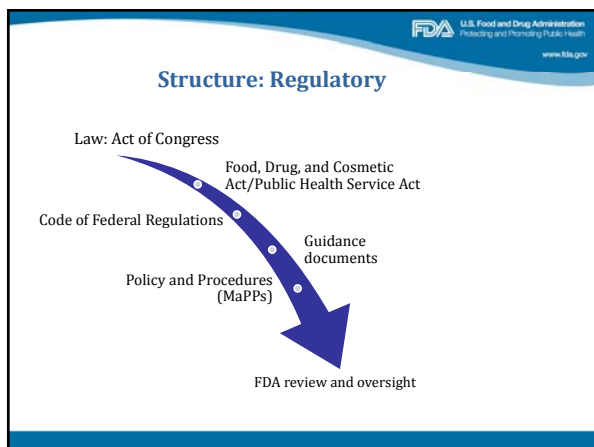 FDA
U.S. Food and Drug Administration
Protecting and Promoting Public Health
www.fda.gov
Structure: Regulatory
Law: Act of Congress
Food, Drug, and Cosmetic
Act/Public Health Service Act
Code of Federal Regulations
Guidance
documents
Policy and Procedures
(MaPPs)
FDA review and oversight